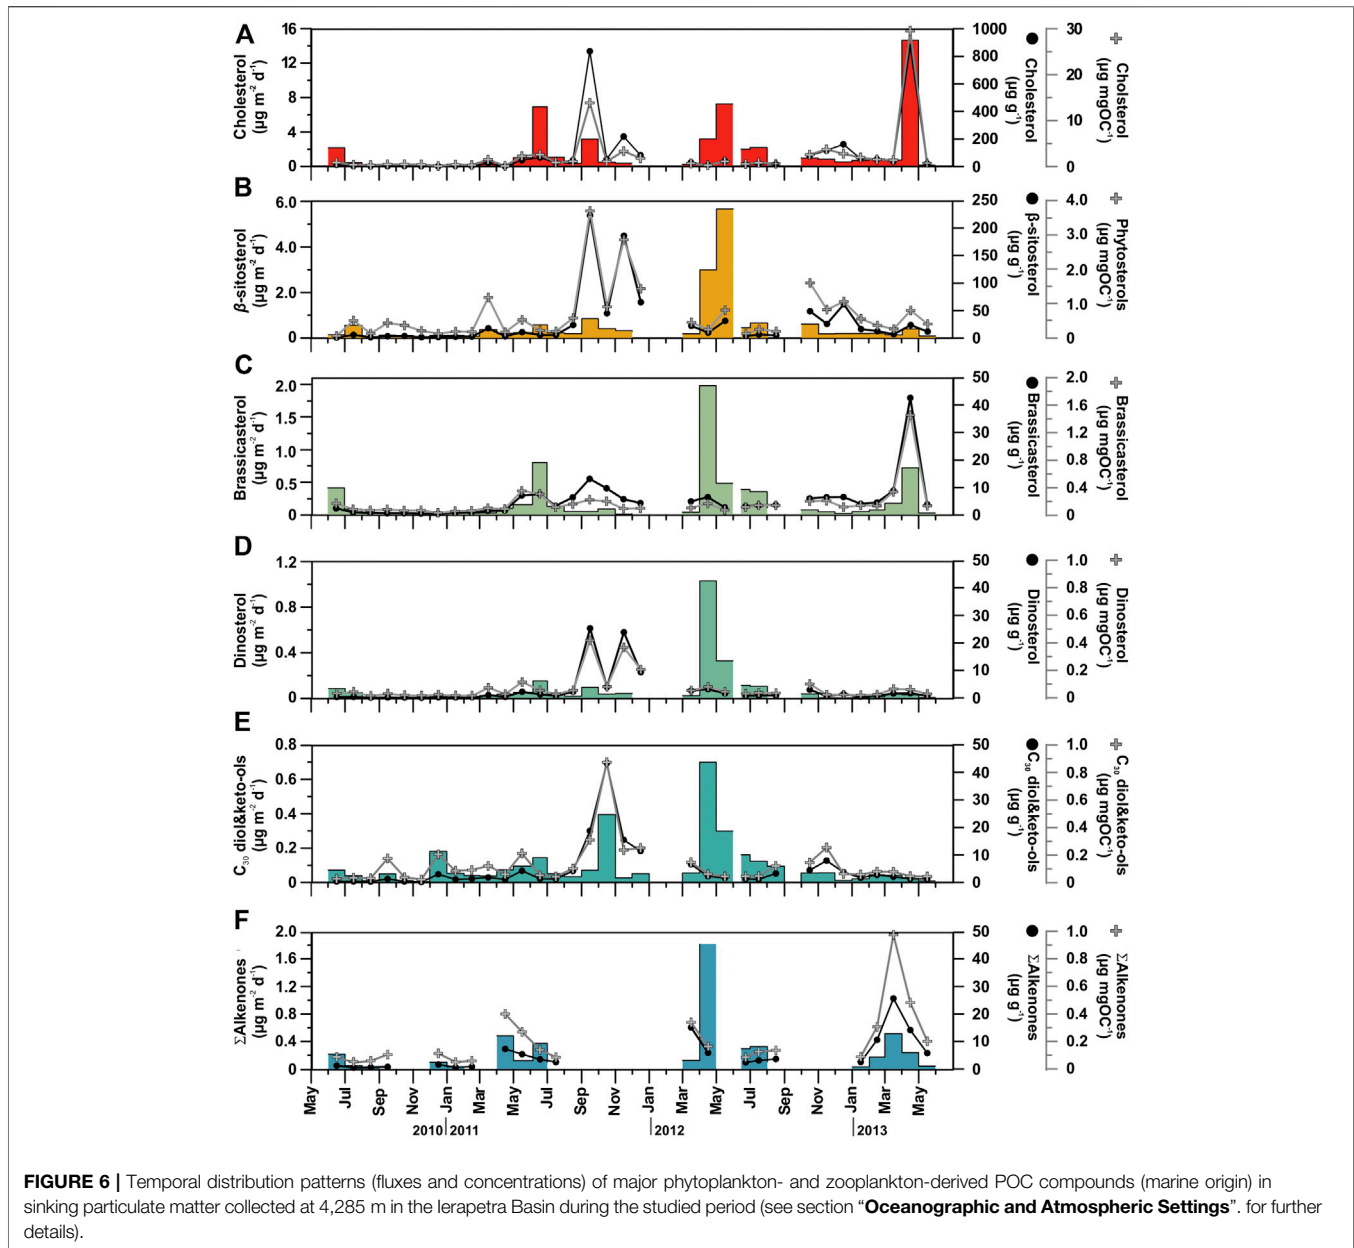 A
Cholesterol
(µg m⁻² d⁻¹)
16
12
8
4
0
1000
800
600
400
200
0
Cholesterol
(µg g⁻¹)
30
20
10
0
Cholsterol
(µg mgOC⁻¹)
B
β-sitosterol
(µg m⁻² d⁻¹)
6.0
4.0
2.0
0
250
200
150
100
50
0
β-sitosterol
(µg g⁻¹)
4.0
3.0
2.0
1.0
0
Phytosterols
(µg mgOC⁻¹)
C
Brassicasterol
(µg m⁻² d⁻¹)
2.0
1.5
1.0
0.5
0
50
40
30
20
10
0
Brassicasterol
(µg g⁻¹)
2.0
1.6
1.2
0.8
0.4
0
Brassicasterol
(µg mgOC⁻¹)
D
Dinosterol
(µg m⁻² d⁻¹)
1.2
0.8
0.4
0
50
40
30
20
10
0
Dinosterol
(µg g⁻¹)
1.0
0.8
0.6
0.4
0.2
0
Dinosterol
(µg mgOC⁻¹)
E
C₃₀ diol&keto-ols
(µg m⁻² d⁻¹)
0.8
0.6
0.4
0.2
0
50
40
30
20
10
0
C₃₀ diol&keto-ols
(µg g⁻¹)
1.0
0.8
0.6
0.4
0.2
0
C₃₀ diol&keto-ols
(µg mgOC⁻¹)
F
ΣAlkenones
(µg m⁻² d⁻¹)
2.0
1.6
1.2
0.8
0.4
0
50
40
30
20
10
0
ΣAlkenones
(µg g⁻¹)
1.0
0.8
0.6
0.4
0.2
0
ΣAlkenones
(µg mgOC⁻¹)
May Jul Sep Nov Jan Mar May Jul Sep Nov Jan Mar May Jul Sep Nov Jan Mar May
2010 2011 2012 2013
FIGURE 6 | Temporal distribution patterns (fluxes and concentrations) of major phytoplankton- and zooplankton-derived POC compounds (marine origin) in
sinking particulate matter collected at 4,285 m in the Ierapetra Basin during the studied period (see section “Oceanographic and Atmospheric Settings”. for further
details).